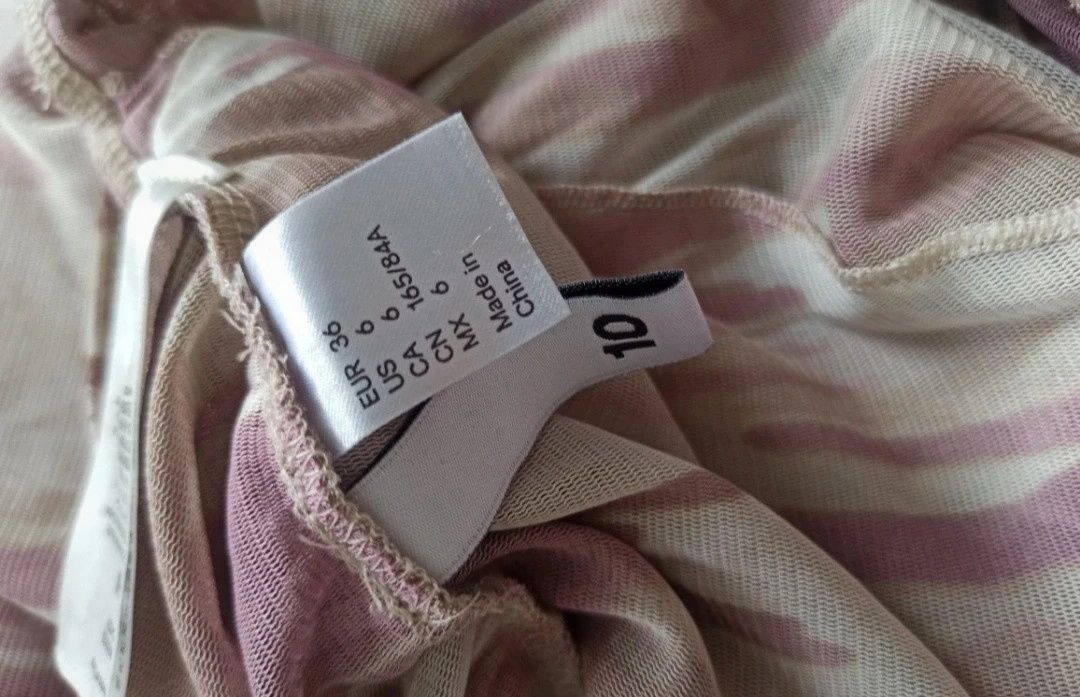 EUR 36
US 6
CA 6
CN 165/84A
MX 6
Made in
China
10